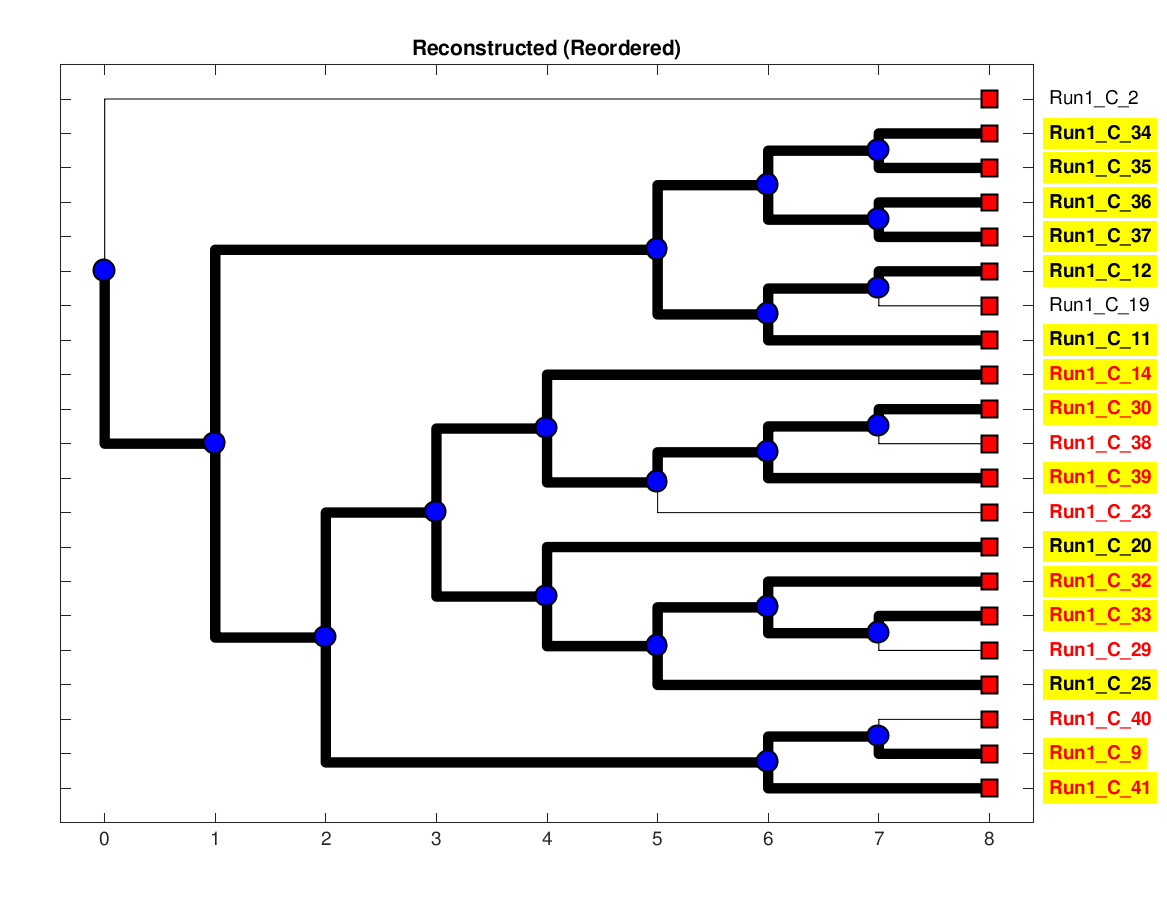 Reconstructed (Reordered)
Run1_C_2
Run1_C_34
Run1_C_35
Run1_C_36
Run1_C_37
Run1_C_12
Run1_C_19
Run1_C_11
Run1_C_14
Run1_C_30
Run1_C_38
Run1_C_39
Run1_C_23
Run1_C_20
Run1_C_32
Run1_C_33
Run1_C_29
Run1_C_25
Run1_C_40
Run1_C_9
Run1_C_41
0 1 2 3 4 5 6 7 8